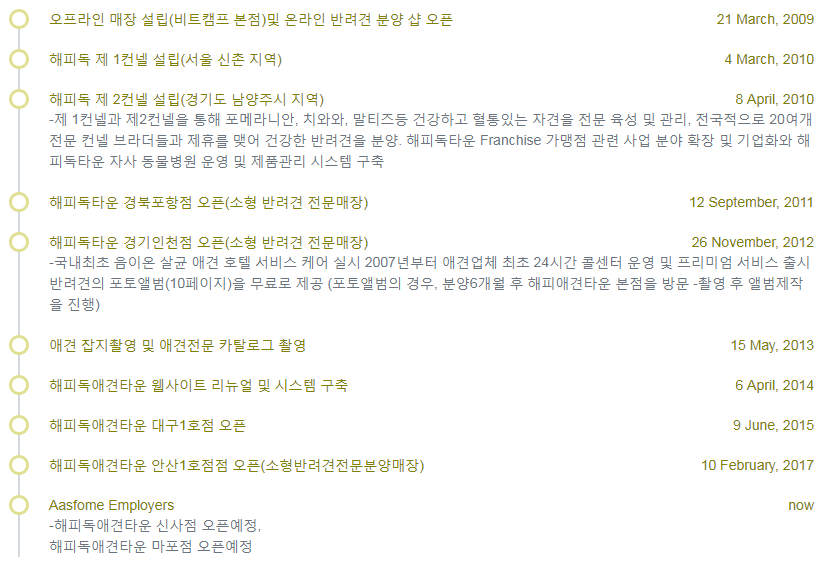 오프라인 매장 설립(비트캠프 본점)및 온라인 반려견 분양 샵 오픈 21 March, 2009
해피독 제 1컨넬 설립(서울 신촌 지역) 4 March, 2010
해피독 제 2컨넬 설립(경기도 남양주시 지역) 8 April, 2010
-제 1컨넬과 제2컨넬을 통해 포메라니안, 치와와, 말티즈등 건강하고 혈통있는 자견을 전문 육성 및 관리, 전국적으로 20여개
전문 컨넬 브라더들과 제휴를 맺어 건강한 반려견을 분양. 해피독타운 Franchise 가맹점 관련 사업 분야 확장 및 기업화와 해
피독타운 자사 동물병원 운영 및 제품관리 시스템 구축
해피독타운 경북포항점 오픈(소형 반려견 전문매장) 12 September, 2011
해피독타운 경기인천점 오픈(소형 반려견 전문매장) 26 November, 2012
-국내최초 음이온 살균 애견 호텔 서비스 케어 실시 2007년부터 애견업체 최초 24시간 콜센터 운영 및 프리미엄 서비스 출시
반려견의 포토앨범(10페이지)을 무료로 제공 (포토앨범의 경우, 분양6개월 후 해피애견타운 본점을 방문 -촬영 후 앨범제작
을 진행)
애견 잡지촬영 및 애견전문 카탈로그 촬영 15 May, 2013
해피독애견타운 웹사이트 리뉴얼 및 시스템 구축 6 April, 2014
해피독애견타운 대구1호점 오픈 9 June, 2015
해피독애견타운 안산1호점점 오픈(소형반려견전문분양매장) 10 February, 2017
Aasfome Employers now
-해피독애견타운 신사점 오픈예정,
해피독애견타운 마포점 오픈예정